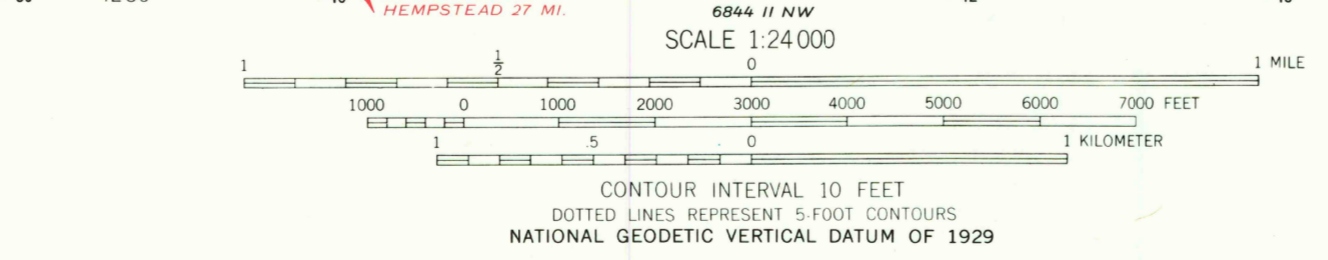 HEMPSTEAD 27 MI.
6844 II NW
SCALE 1:24 000
1 1/2 0 1 MILE
1000 0 1000 2000 3000 4000 5000 6000 7000 FEET
1 .5 0 1 KILOMETER
CONTOUR INTERVAL 10 FEET
DOTTED LINES REPRESENT 5-FOOT CONTOURS
NATIONAL GEODETIC VERTICAL DATUM OF 1929